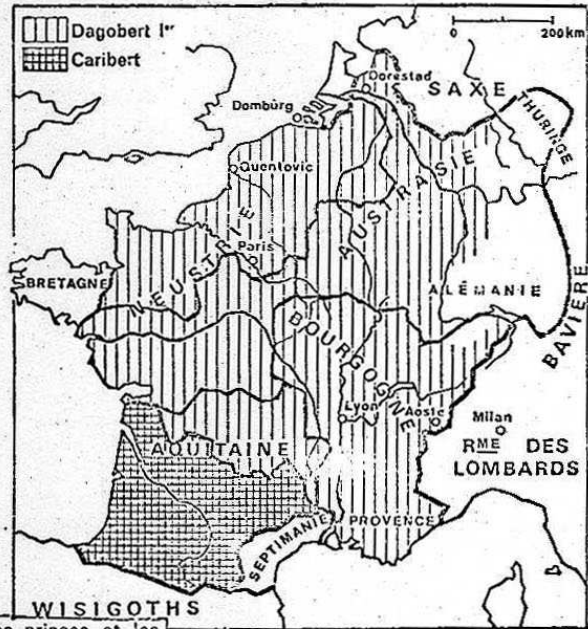 Dagobert Iᵉʳ
Caribert
0 200km
Dorestad
SAXE
THURINGE
Domburg
Quentovic
AUSTRASIE
NEUSTRIE
Paris
BRETAGNE
ALÉMANIE
BAVIÈRE
BOURGOGNE
Lyon
Aoste
Milan
AQUITAINE
Rᴹᴱ DES
LOMBARDS
SEPTIMANIE
PROVENCE
WISIGOTHS